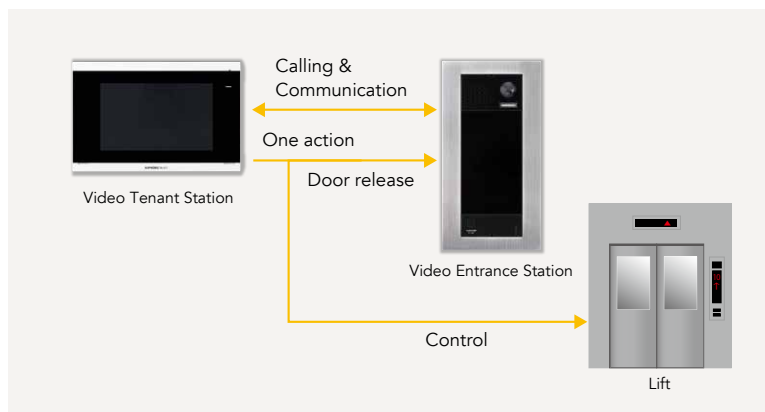 Calling &
Communication
One action
Door release
Video Tenant Station
Video Entrance Station
Control
Lift